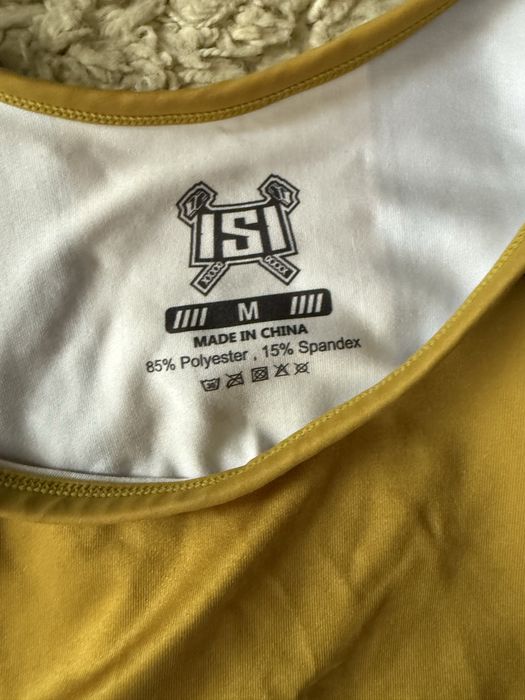 ISI
M
MADE IN CHINA
85% Polyester , 15% Spandex